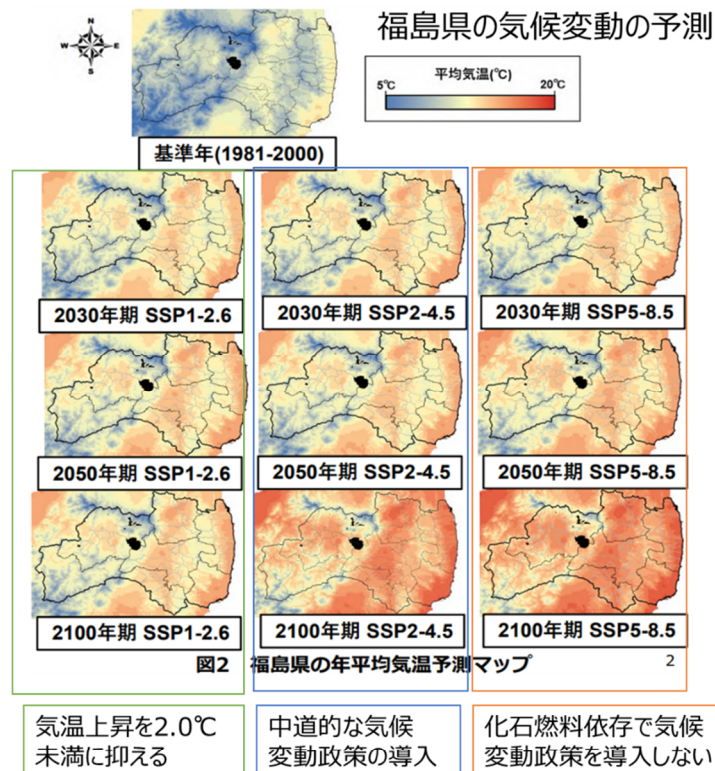 福島県の気候変動の予測
N
W E
S
平均気温(℃)
5℃ 20℃
基準年(1981-2000)
2030年期 SSP1-2.6
2030年期 SSP2-4.5
2030年期 SSP5-8.5
2050年期 SSP1-2.6
2050年期 SSP2-4.5
2050年期 SSP5-8.5
2100年期 SSP1-2.6
2100年期 SSP2-4.5
2100年期 SSP5-8.5
図2 福島県の年平均気温予測マップ
2
気温上昇を2.0℃
未満に抑える
中道的な気候
変動政策の導入
化石燃料依存で気候
変動政策を導入しない